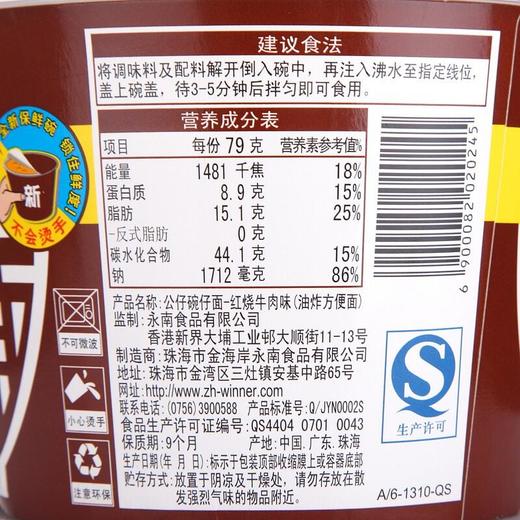 建议食法
将调味料及配料解开倒入碗中，再注入沸水至指定线位，
盖上碗盖，待3-5分钟后拌匀即可食用。
营养成分表
项目 每份 79 克 营养素参考值%
能量 1481 千焦 18%
蛋白质 8.9 克 15%
脂肪 15.1 克 25%
-反式脂肪 0 克
碳水化合物 44.1 克 15%
钠 1712 毫克 86%
6 900082 020245
全新保鲜碗 锁住鲜度!
新
不会烫手
不可微波
小心烫手
注意环保
产品名称：公仔碗仔面-红烧牛肉味(油炸方便面)
监制：永南食品有限公司
香港新界大埔工业邨大顺街11-13号
制造商：珠海市金海岸永南食品有限公司
地址：珠海市金湾区三灶镇安基中路65号
网址：http://www.zh-winner.com
联系电话：(0756)3900588 产品标准号：Q/JYN0002S
食品生产许可证编号：QS4404 0701 0043
保质期：9个月 产地：中国.广东.珠海
生产日期(年 月 日)：标示于包装顶部收缩膜上或容器底部
贮存方式：放置于阴凉及干燥处，请勿存放在散
发强烈气味的物品附近。
QS
生产许可
A/6-1310-QS